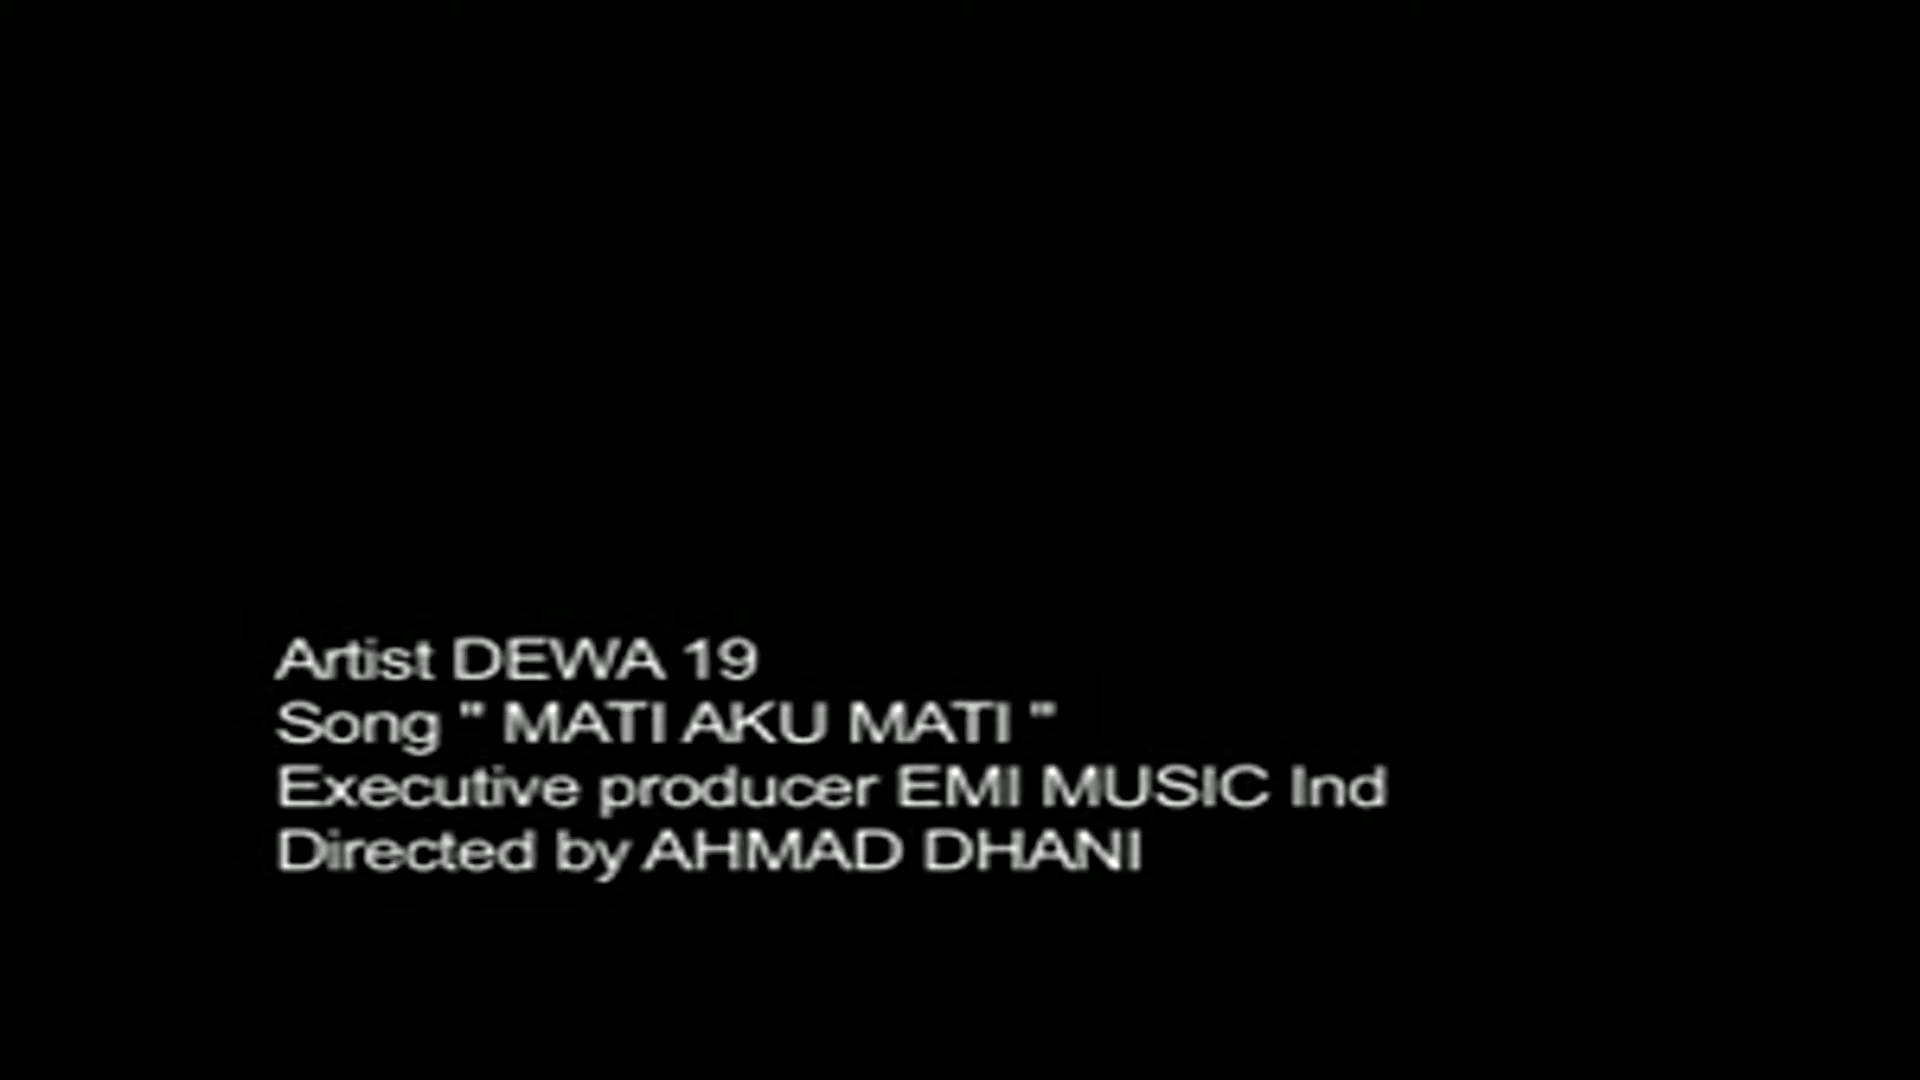 Artist DEWA 19
Song " MATI AKU MATI "
Executive producer EMI MUSIC Ind
Directed by AHMAD DHANI